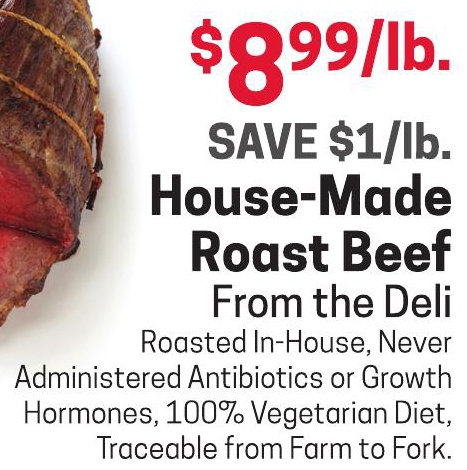 $8.99/lb.
SAVE $1/lb.
House-Made
Roast Beef
From the Deli
Roasted In-House, Never
Administered Antibiotics or Growth
Hormones, 100% Vegetarian Diet,
Traceable from Farm to Fork.